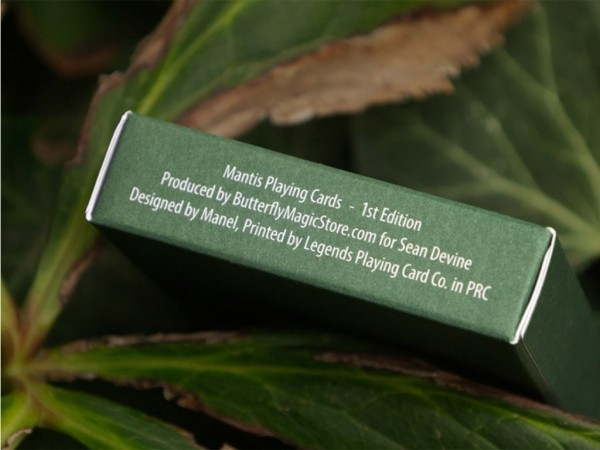 Mantis Playing Cards - 1st Edition
Produced by ButterflyMagicStore.com for Sean Devine
Designed by Manel, Printed by Legends Playing Card Co. in PRC